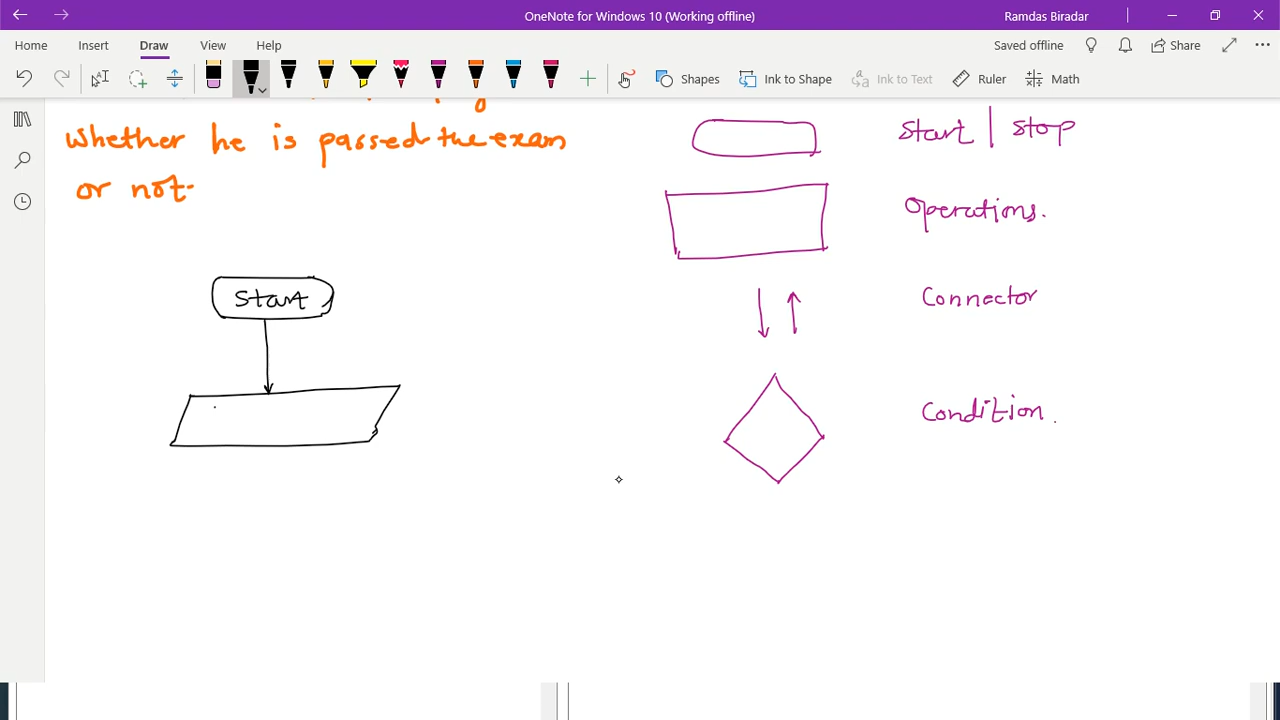 OneNote for Windows 10 (Working offline)
Ramdas Biradar
Home Insert Draw View Help
Saved offline
Share
Shapes
Ink to Shape
Ink to Text
Ruler
Math
Whether he is passed the exam
or not.
Start
Start | stop
Operations.
Connector
Condition.